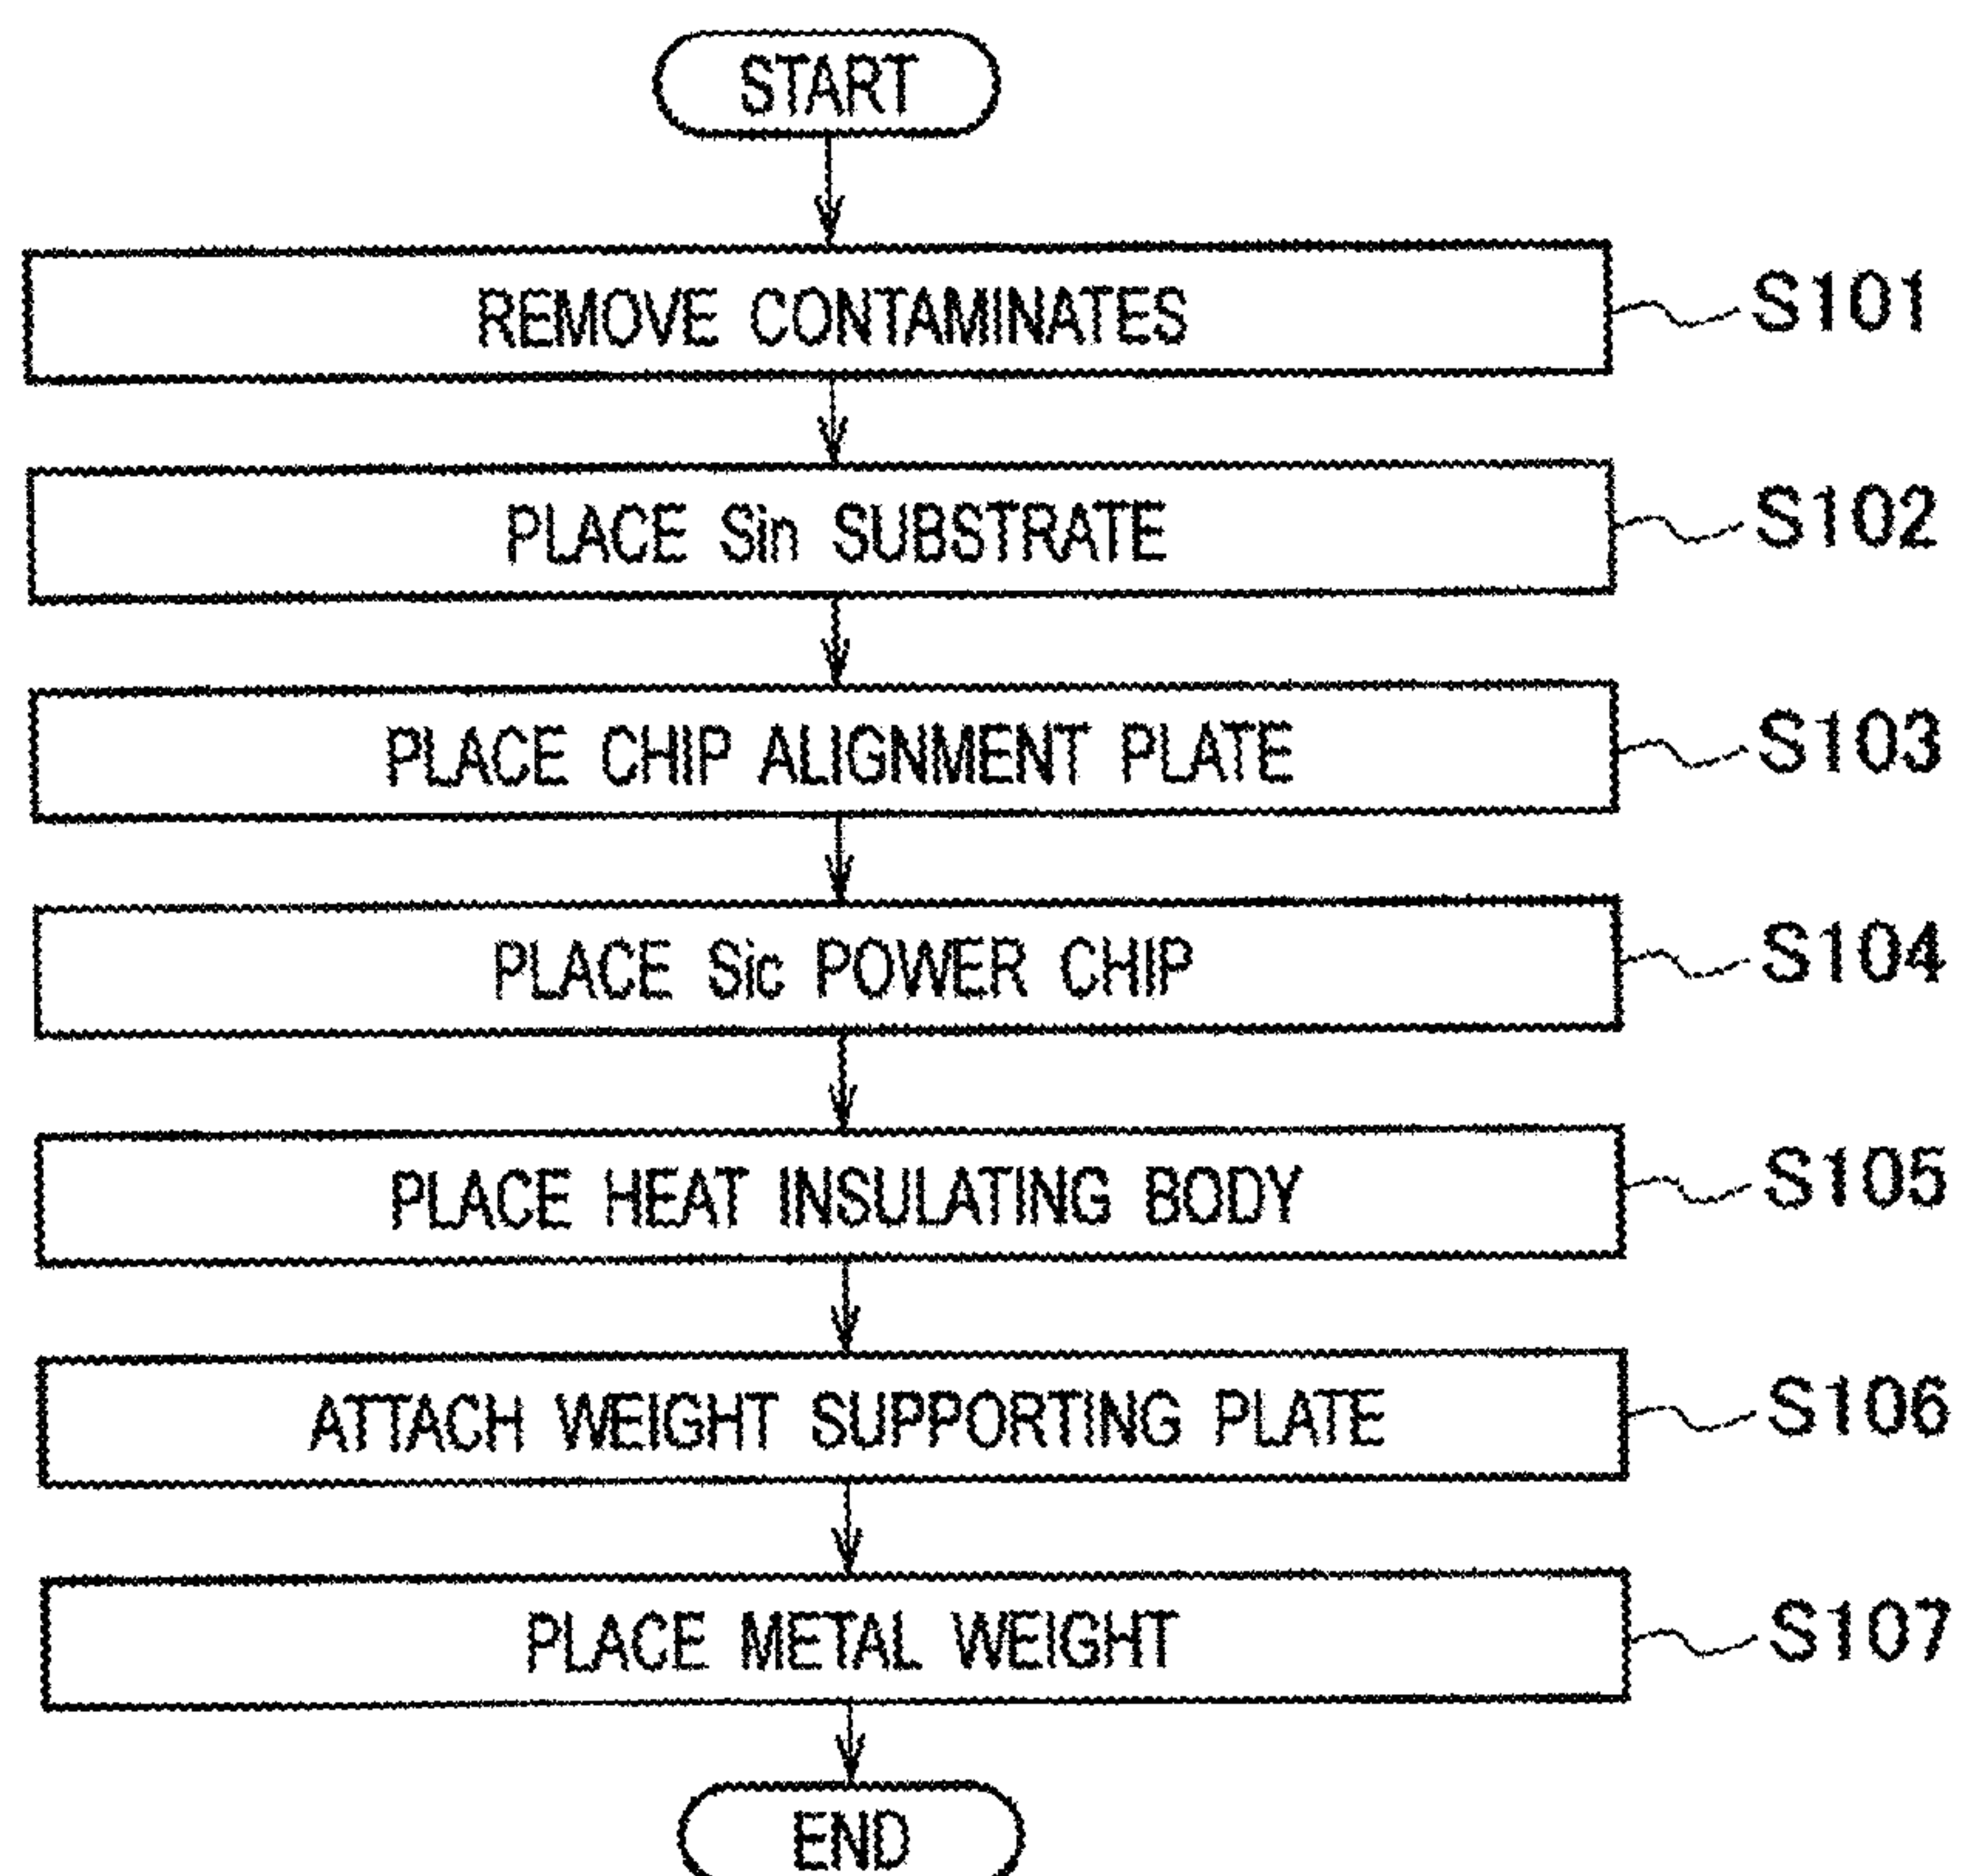 START
REMOVE CONTAMINATES S101
PLACE Sin SUBSTRATE S102
PLACE CHIP ALIGNMENT PLATE S103
PLACE Sic POWER CHIP S104
PLACE HEAT INSULATING BODY S105
ATTACH WEIGHT SUPPORTING PLATE S106
PLACE METAL WEIGHT S107
END